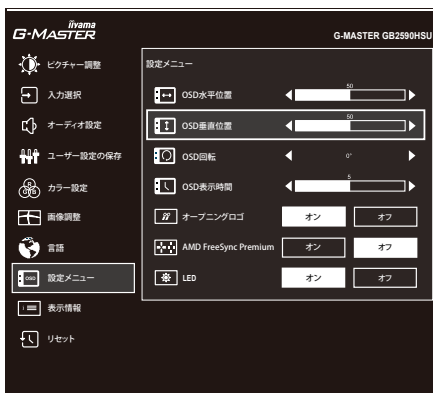 iiyama
G-MASTER
G-MASTER GB2590HSU
ピクチャー調整
入力選択
オーディオ設定
ユーザー設定の保存
カラー設定
画像調整
言語
設定メニュー
表示情報
リセット
設定メニュー
OSD水平位置
50
OSD垂直位置
50
OSD回転
0°
OSD表示時間
5
オープニングロゴ
オン
オフ
AMD FreeSync Premium
オン
オフ
LED
オン
オフ